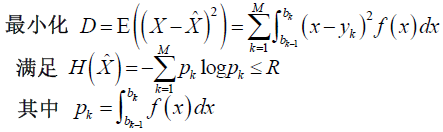 最小化 D = E((X−X̂)²) = ∑_{k=1}^{M} ∫_{b_{k−1}}^{b_k} (x−y_k)² f(x)dx
满足 H(X̂) = −∑_{k=1}^{M} p_k log p_k ≤ R
其中 p_k = ∫_{b_{k−1}}^{b_k} f(x)dx